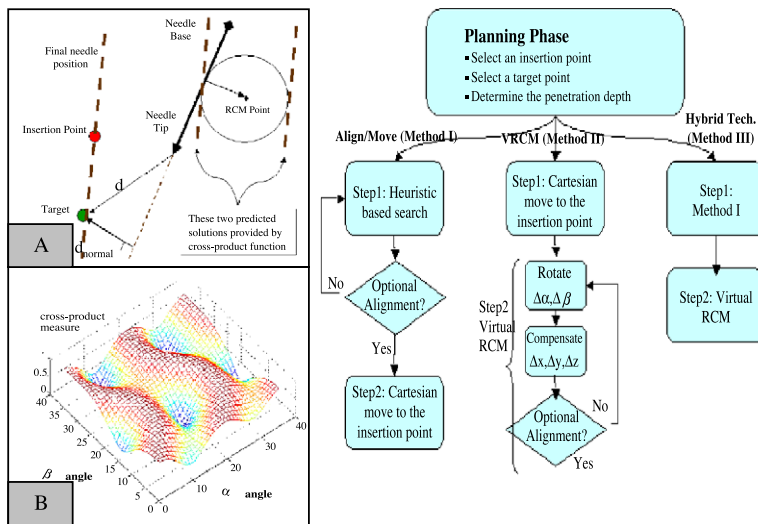 Final needle
position
Needle
Base
Insertion Point
Needle
Tip
RCM Point
d
Target
d
normal
These two predicted
solutions provided by
cross-product function
A
cross-product
measure
0.5
0
40
35
30
25
20
15
10
5
0
0
10
20
30
40
β angle
α angle
B
Planning Phase
▪ Select an insertion point
▪ Select a target point
▪ Determine the penetration depth
Align/Move (Method I)
VRCM (Method II)
Hybrid Tech.
(Method III)
Step1: Heuristic
based search
No
Optional
Alignment?
Yes
Step2: Cartesian
move to the
insertion point
Step1: Cartesian
move to the
insertion point
Step2
Virtual
RCM
Rotate
Δα,Δ β
Compensate
Δx,Δy,Δz
Optional
Alignment?
No
Yes
Step1:
Method I
Step2: Virtual
RCM